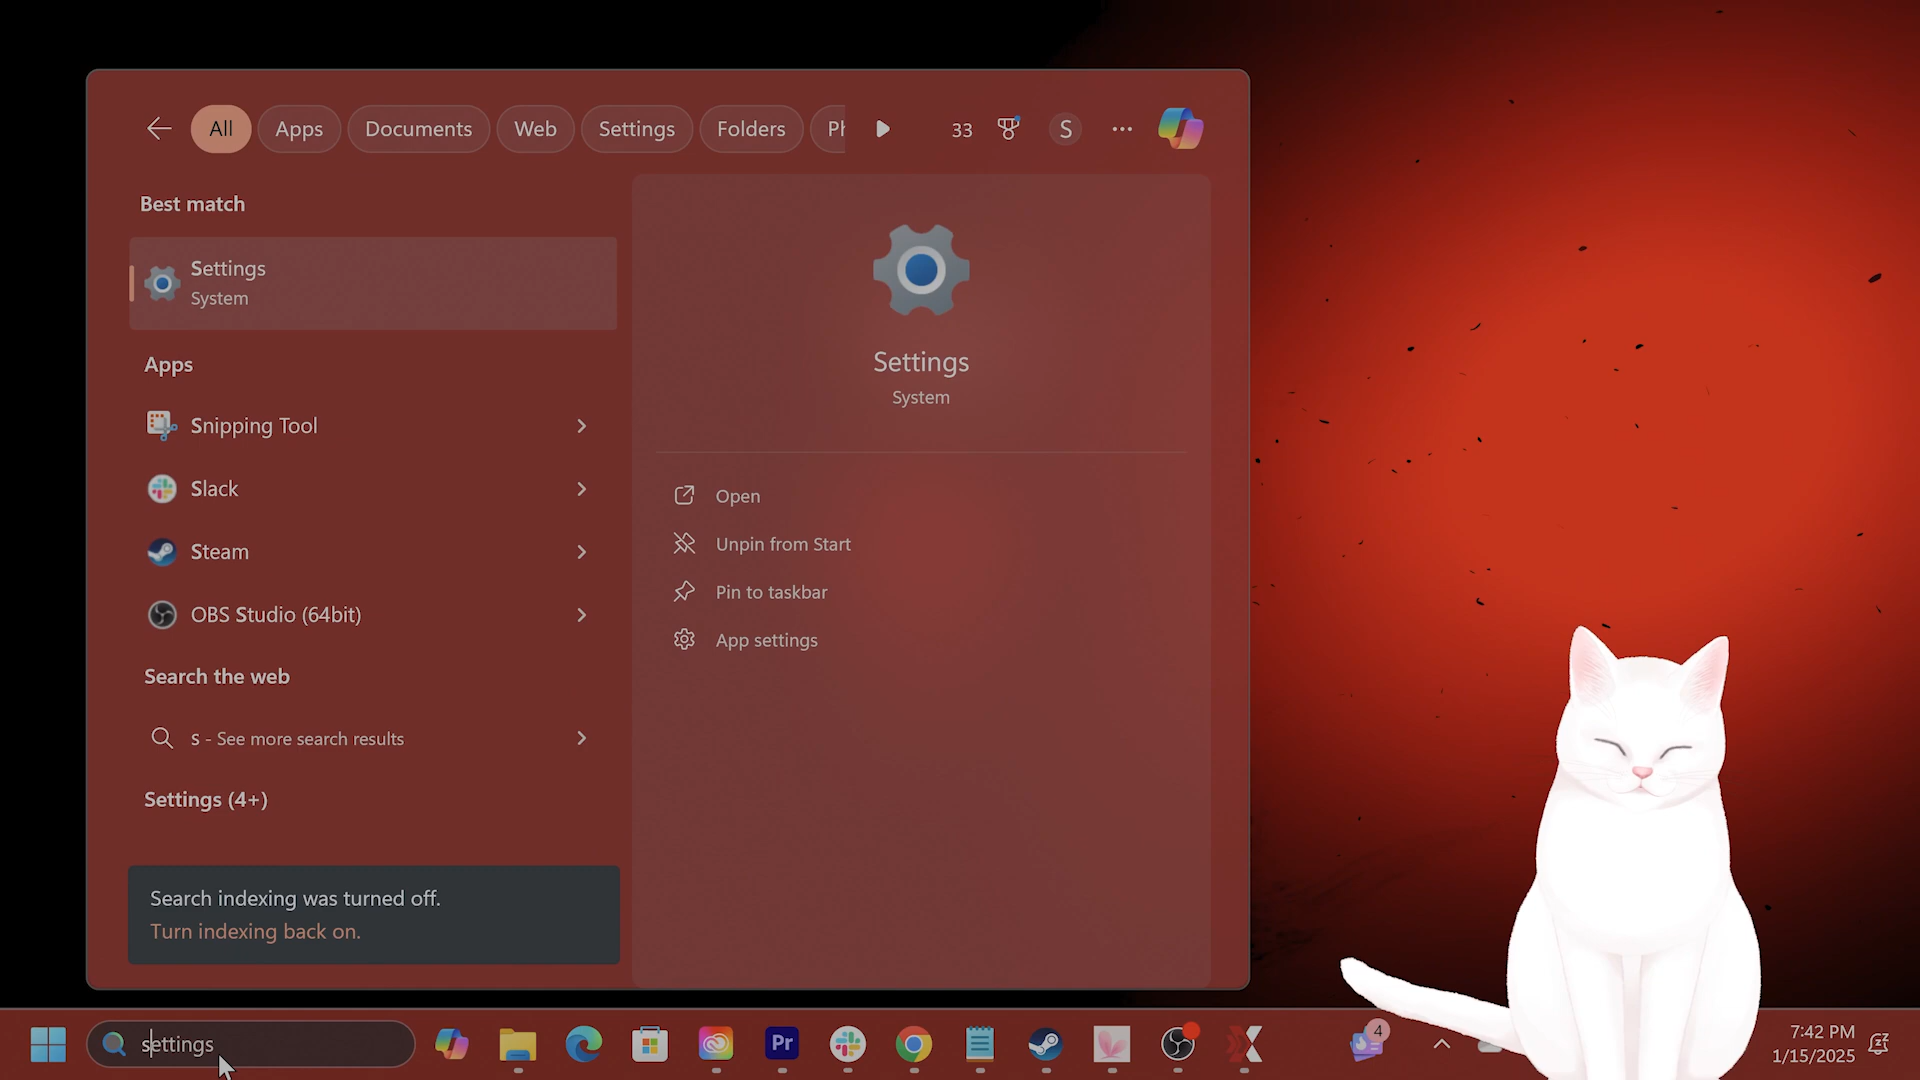 All
Apps
Documents
Web
Settings
Folders
Ph
33
S
Best match
Settings
System
Apps
Snipping Tool
Slack
Steam
OBS Studio (64bit)
Search the web
s - See more search results
Settings (4+)
Search indexing was turned off.
Turn indexing back on.
Settings
System
Open
Unpin from Start
Pin to taskbar
App settings
settings
Pr
4
7:42 PM
1/15/2025